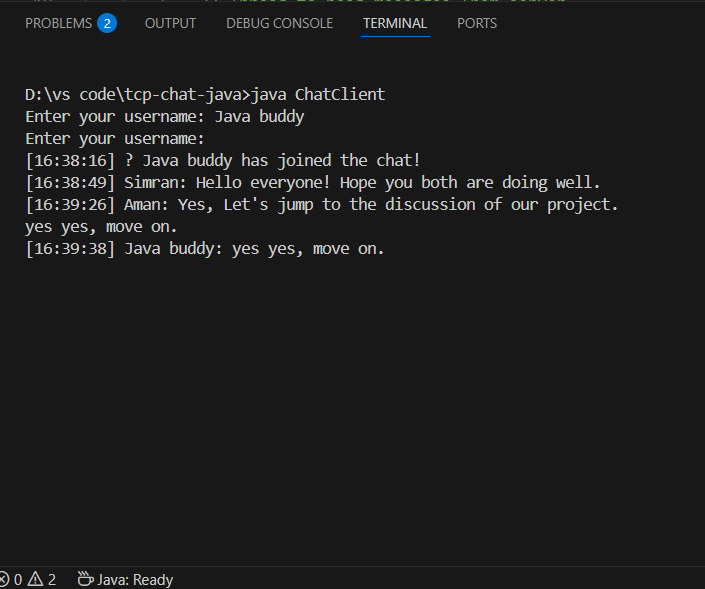 PROBLEMS 2 OUTPUT DEBUG CONSOLE TERMINAL PORTS
D:\vs code\tcp-chat-java>java ChatClient
Enter your username: Java buddy
Enter your username:
[16:38:16] ? Java buddy has joined the chat!
[16:38:49] Simran: Hello everyone! Hope you both are doing well.
[16:39:26] Aman: Yes, Let's jump to the discussion of our project.
yes yes, move on.
[16:39:38] Java buddy: yes yes, move on.
0 2 Java: Ready